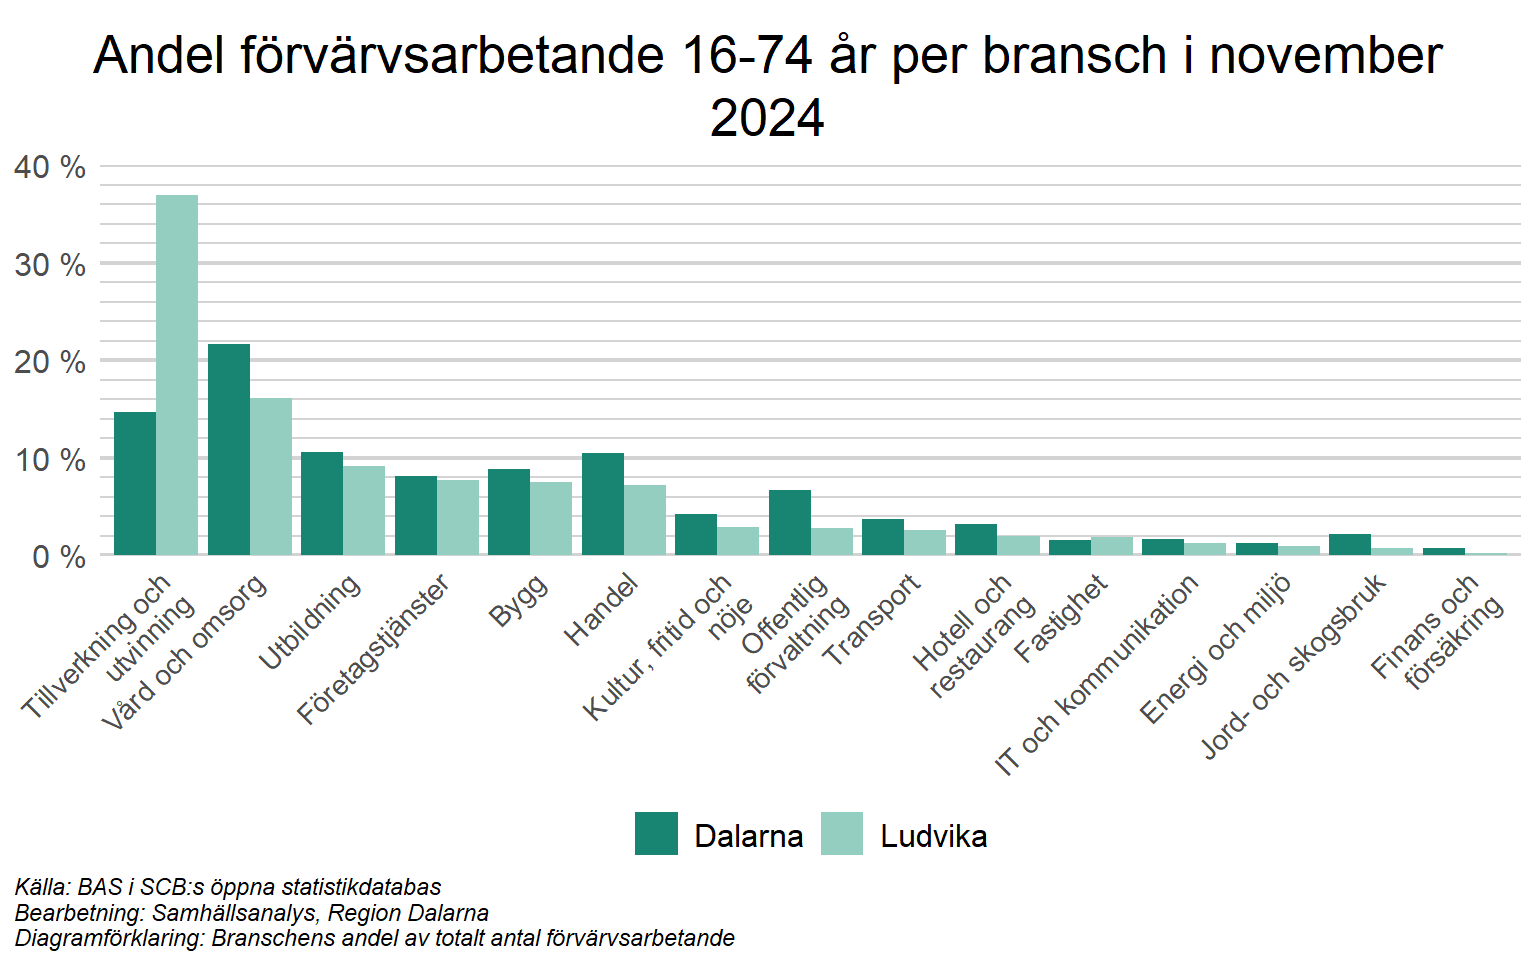 Andel förvärvsarbetande 16-74 år per bransch i november
2024
40 %
30 %
20 %
10 %
0 %
Tillverkning och
utvinning
Vård och omsorg
Utbildning
Företagstjänster
Bygg
Handel
Kultur, fritid och
nöje
Offentlig
förvaltning
Transport
Hotell och
restaurang
Fastighet
IT och kommunikation
Energi och miljö
Jord- och skogsbruk
Finans och
försäkring
Dalarna
Ludvika
Källa: BAS i SCB:s öppna statistikdatabas
Bearbetning: Samhällsanalys, Region Dalarna
Diagramförklaring: Branschens andel av totalt antal förvärvsarbetande